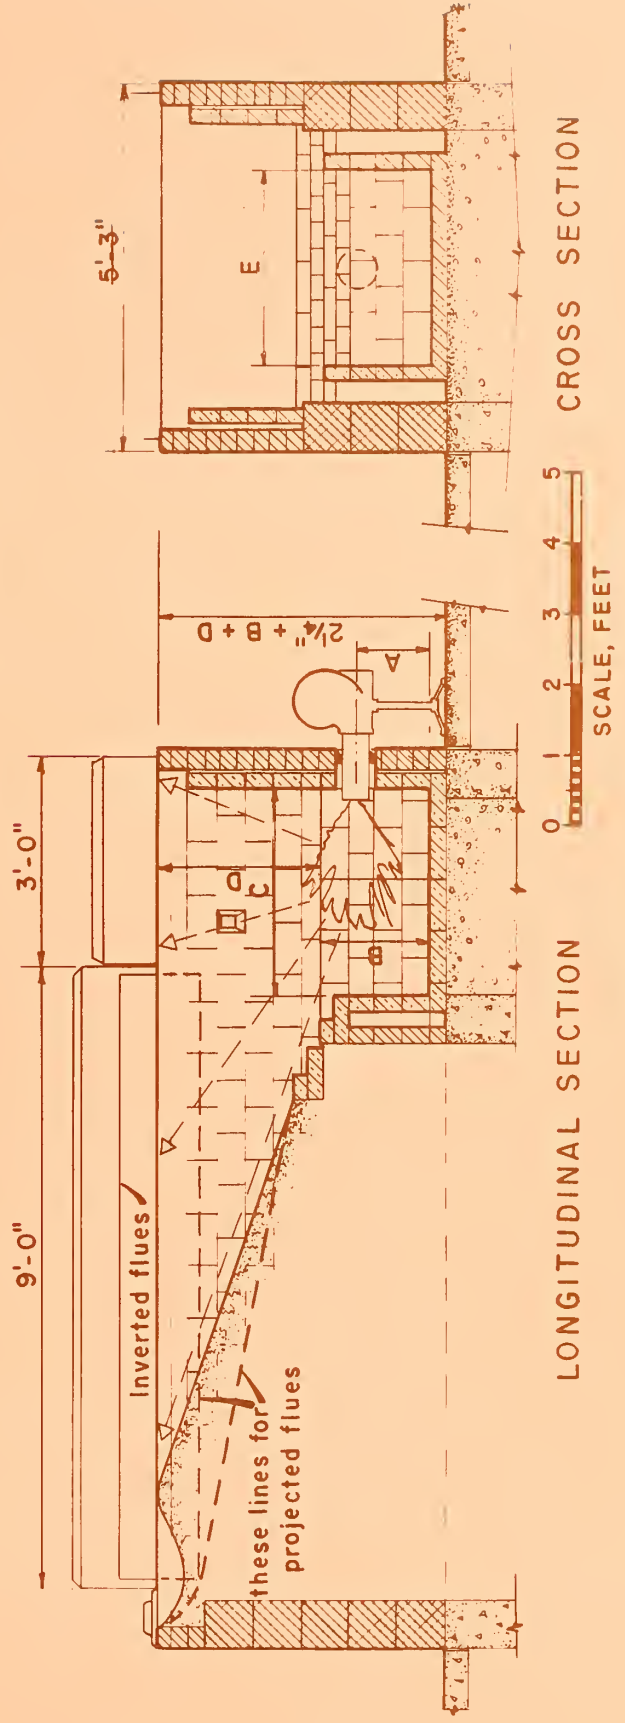 9'-0"
3'-0"
5'-3"
Inverted flues
these lines for
projected flues
D
C
B
A
2¼" + B + D
E
0 1 2 3 4 5
SCALE, FEET
LONGITUDINAL SECTION
CROSS SECTION